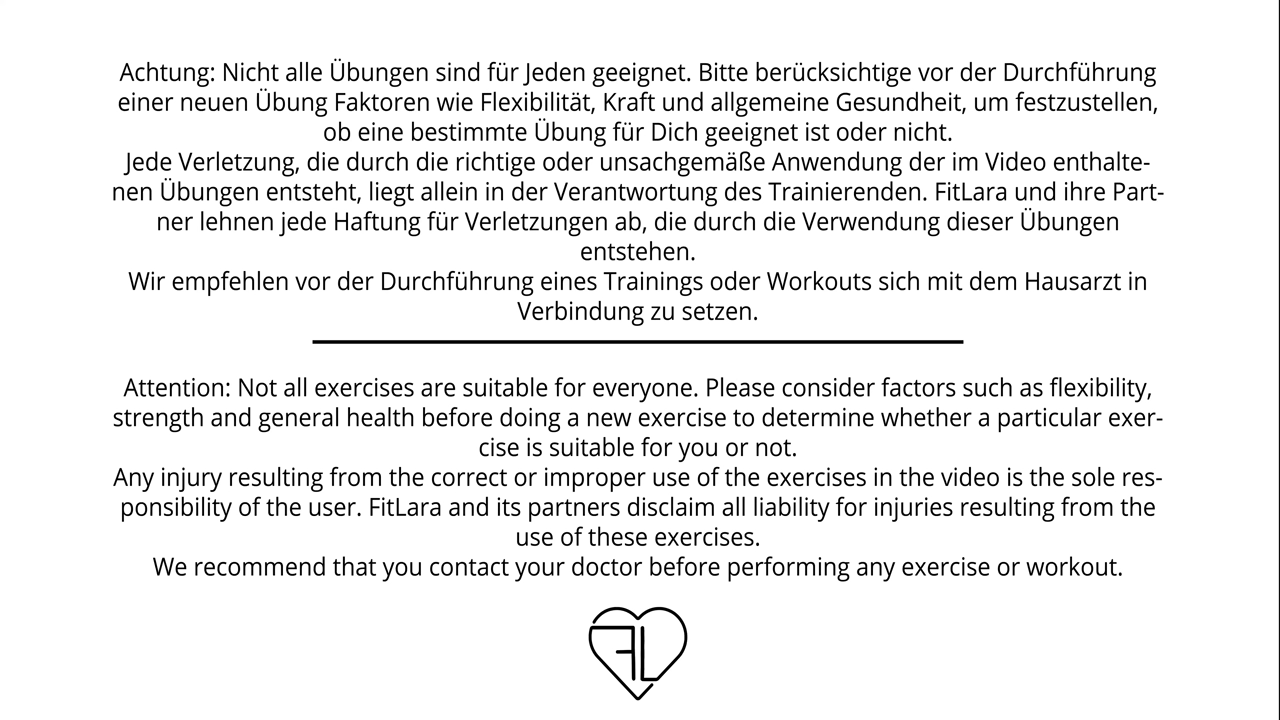 Achtung: Nicht alle Übungen sind für Jeden geeignet. Bitte berücksichtige vor der Durchführung
einer neuen Übung Faktoren wie Flexibilität, Kraft und allgemeine Gesundheit, um festzustellen,
ob eine bestimmte Übung für Dich geeignet ist oder nicht.
Jede Verletzung, die durch die richtige oder unsachgemäße Anwendung der im Video enthalte-
nen Übungen entsteht, liegt allein in der Verantwortung des Trainierenden. FitLara und ihre Part-
ner lehnen jede Haftung für Verletzungen ab, die durch die Verwendung dieser Übungen
entstehen.
Wir empfehlen vor der Durchführung eines Trainings oder Workouts sich mit dem Hausarzt in
Verbindung zu setzen.
Attention: Not all exercises are suitable for everyone. Please consider factors such as flexibility,
strength and general health before doing a new exercise to determine whether a particular exer-
cise is suitable for you or not.
Any injury resulting from the correct or improper use of the exercises in the video is the sole res-
ponsibility of the user. FitLara and its partners disclaim all liability for injuries resulting from the
use of these exercises.
We recommend that you contact your doctor before performing any exercise or workout.
FL